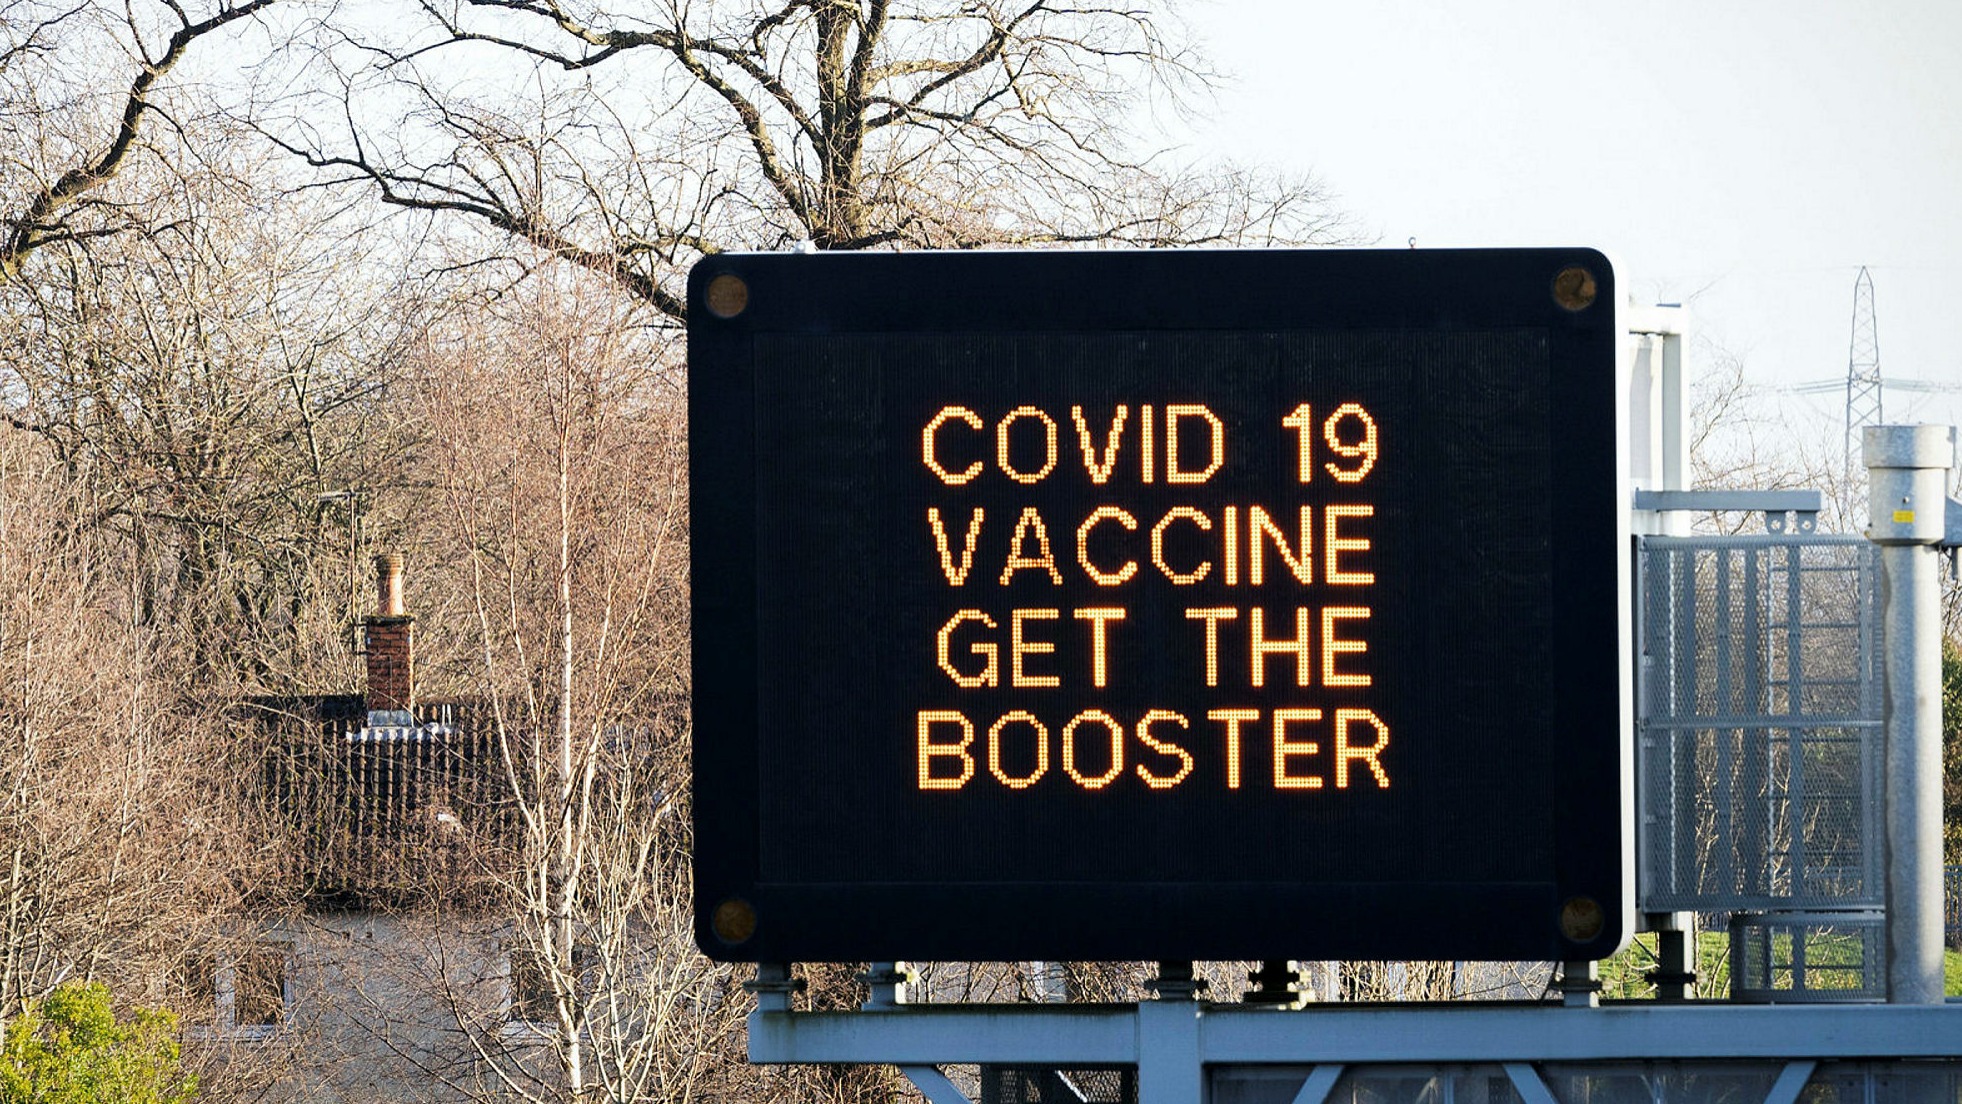 COVID 19
VACCINE
GET THE
BOOSTER